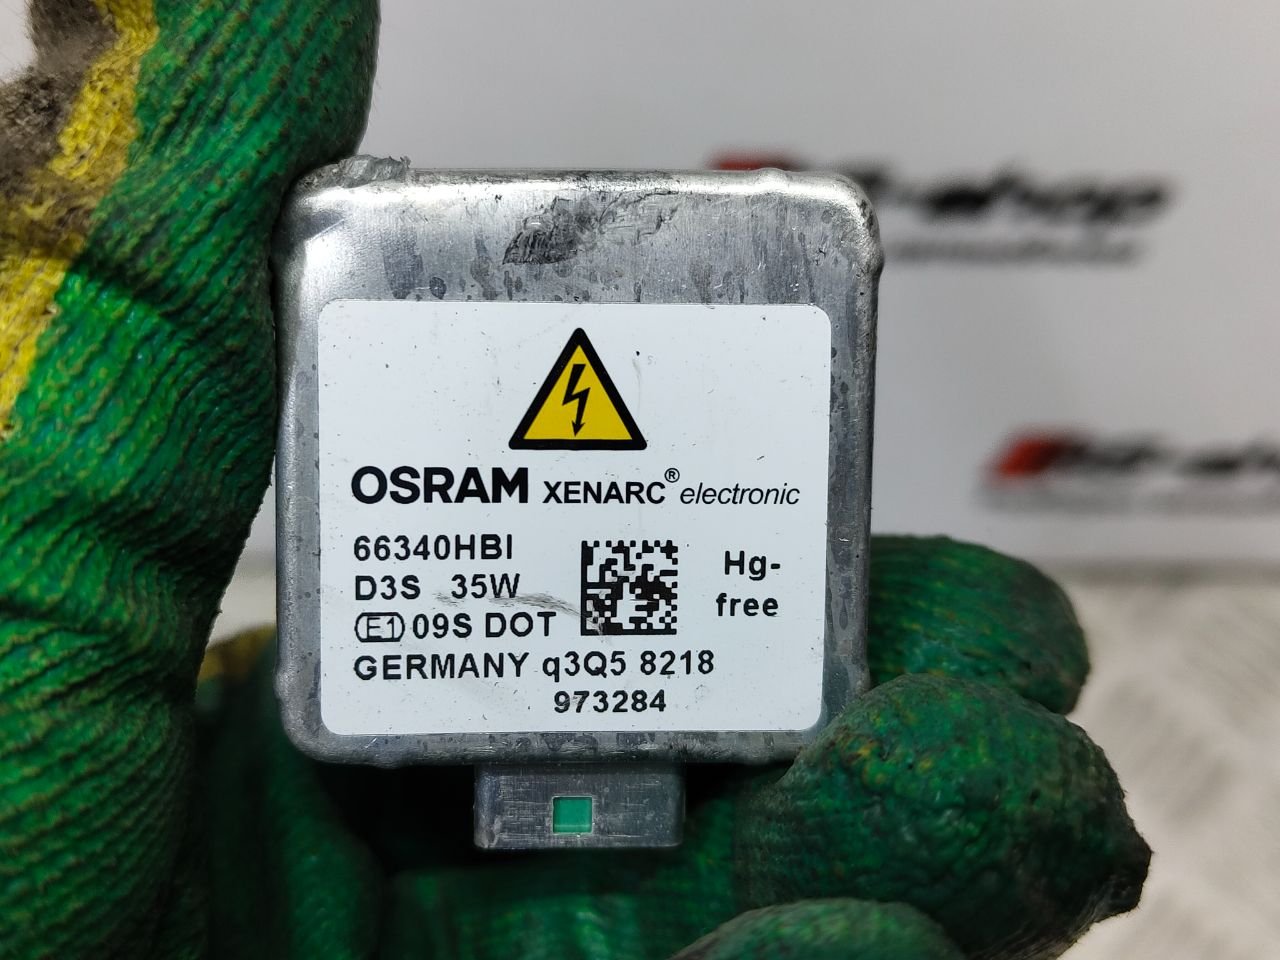 OSRAM XENARC® electronic
66340HBI
D3S 35W
Hg-
free
E1 09S DOT
GERMANY q3Q5 8218
973284